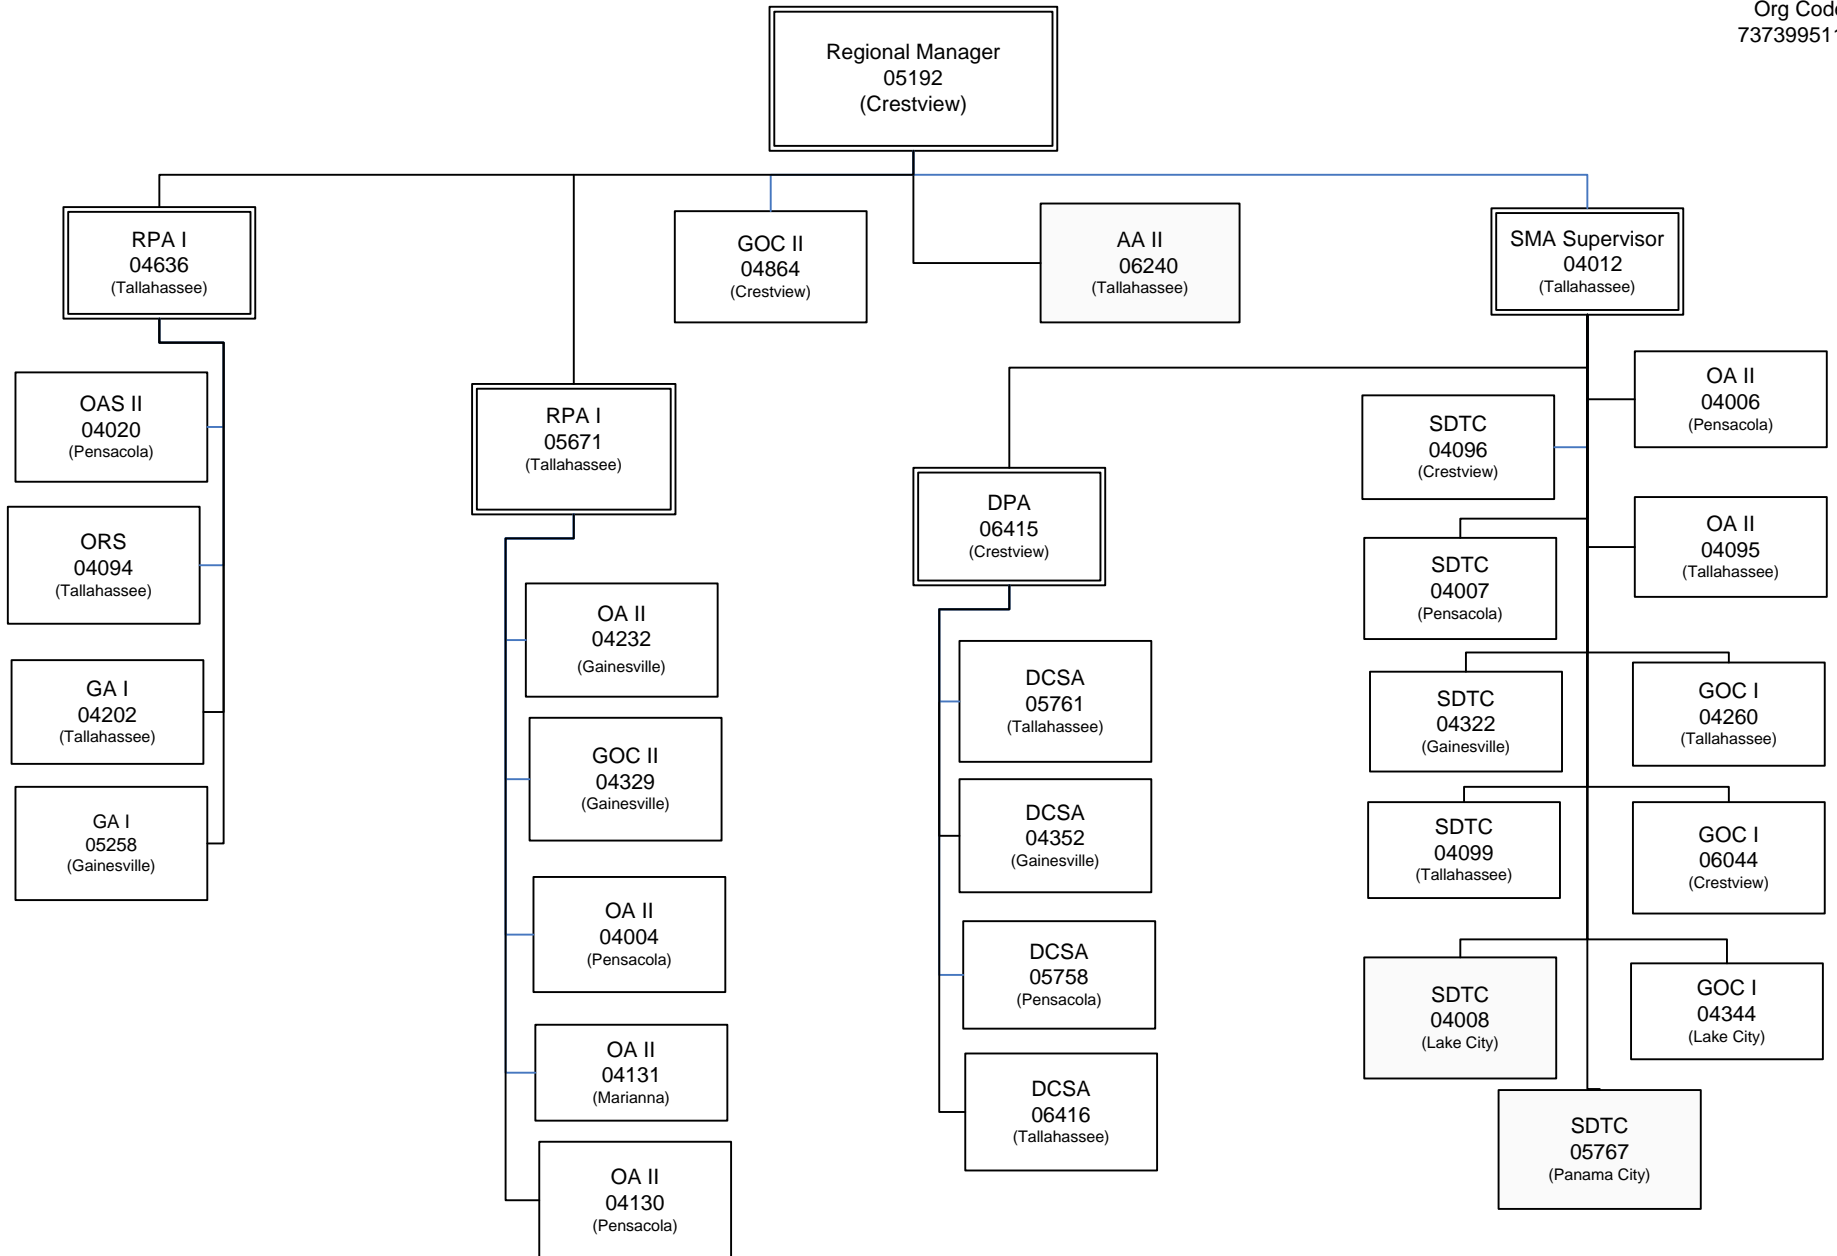 Org Code
737399511
Regional Manager
05192
(Crestview)
RPA I
04636
(Tallahassee)
GOC II
04864
(Crestview)
AA II
06240
(Tallahassee)
SMA Supervisor
04012
(Tallahassee)
OAS II
04020
(Pensacola)
ORS
04094
(Tallahassee)
GA I
04202
(Tallahassee)
GA I
05258
(Gainesville)
RPA I
05671
(Tallahassee)
OA II
04232
(Gainesville)
GOC II
04329
(Gainesville)
OA II
04004
(Pensacola)
OA II
04131
(Marianna)
OA II
04130
(Pensacola)
DPA
06415
(Crestview)
DCSA
05761
(Tallahassee)
DCSA
04352
(Gainesville)
DCSA
05758
(Pensacola)
DCSA
06416
(Tallahassee)
OA II
04006
(Pensacola)
SDTC
04096
(Crestview)
OA II
04095
(Tallahassee)
SDTC
04007
(Pensacola)
SDTC
04322
(Gainesville)
GOC I
04260
(Tallahassee)
SDTC
04099
(Tallahassee)
GOC I
06044
(Crestview)
SDTC
04008
(Lake City)
GOC I
04344
(Lake City)
SDTC
05767
(Panama City)